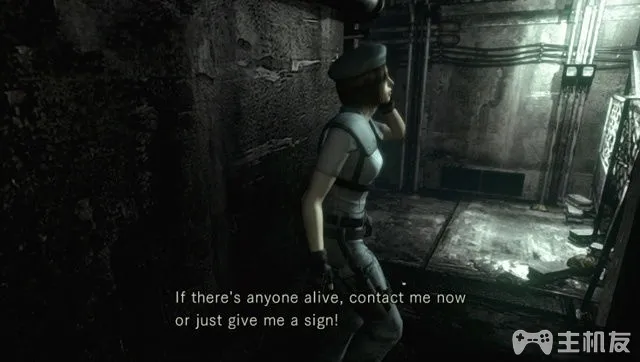 If there's anyone alive, contact me now
or just give me a sign!
主机友